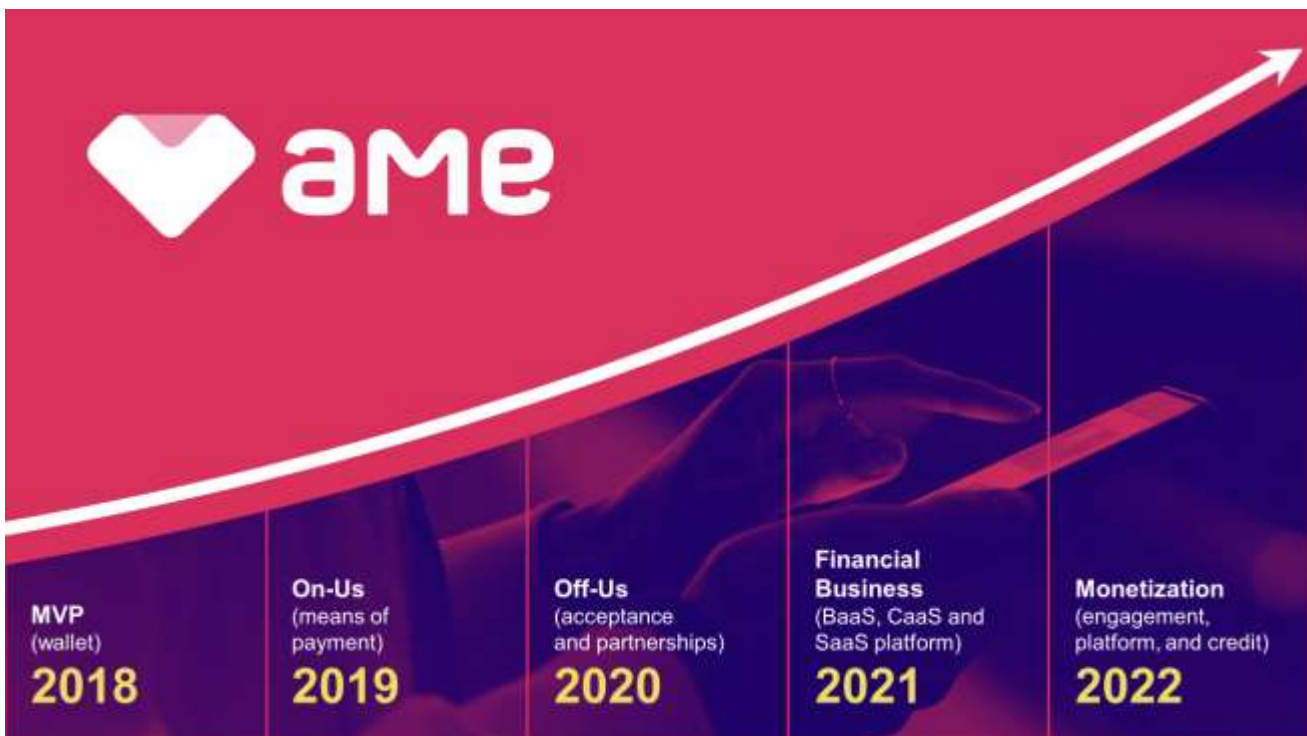 ame
MVP
(wallet)
2018
On-Us
(means of
payment)
2019
Off-Us
(acceptance
and partnerships)
2020
Financial
Business
(BaaS, CaaS and
SaaS platform)
2021
Monetization
(engagement,
platform, and credit)
2022